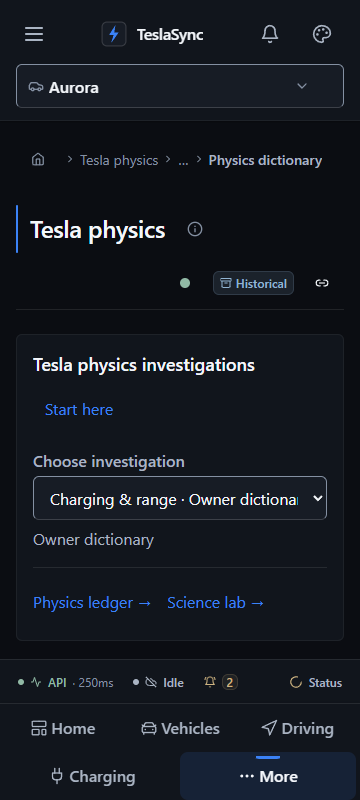 TeslaSync
Aurora
Tesla physics ... Physics dictionary
Tesla physics
Historical
Tesla physics investigations
Start here
Choose investigation
Charging & range · Owner dictionar
Owner dictionary
Physics ledger → Science lab →
API · 250ms Idle 2 Status
Home Vehicles Driving
Charging ··· More